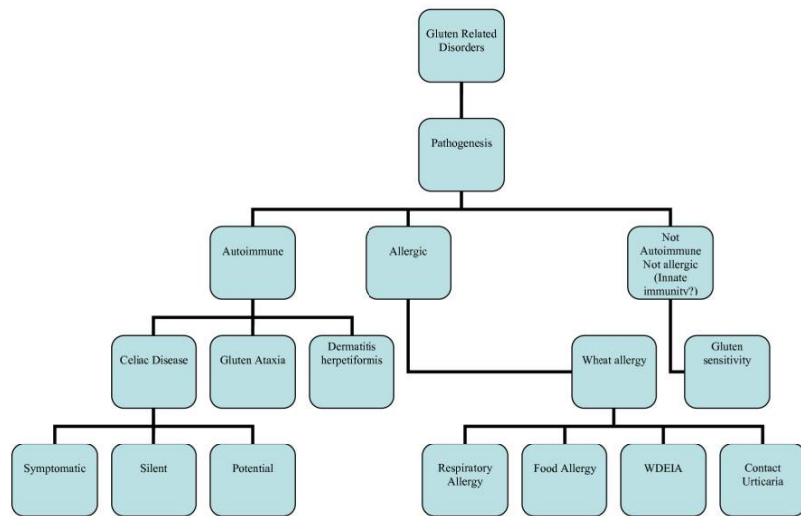 Gluten Related
Disorders
Pathogenesis
Autoimmune
Allergic
Not
Autoimmune
Not allergic
(Innate
immunity?)
Celiac Disease
Gluten Ataxia
Dermatitis
herpetiformis
Wheat allergy
Gluten
sensitivity
Symptomatic
Silent
Potential
Respiratory
Allergy
Food Allergy
WDEIA
Contact
Urticaria